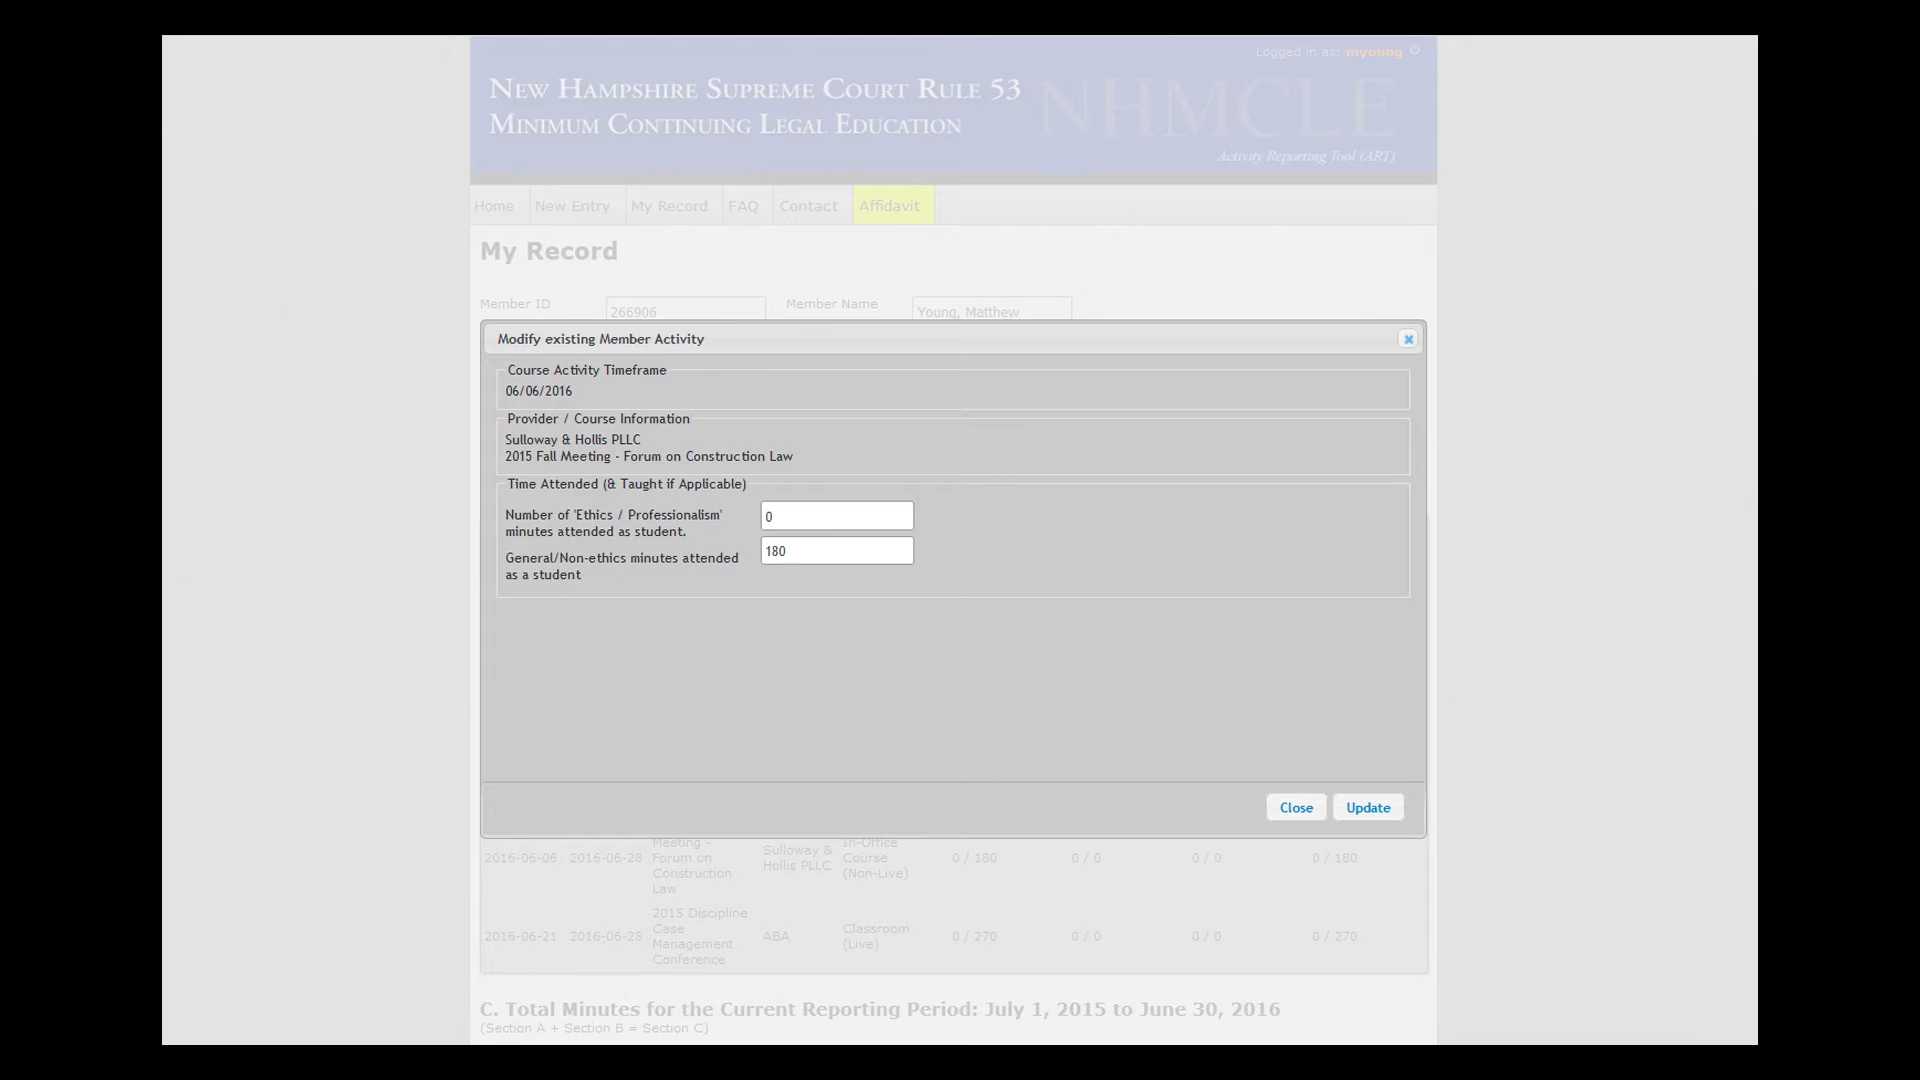 Logged in as: myoung
New Hampshire Supreme Court Rule 53
Minimum Continuing Legal Education
NHMCLE
Activity Reporting Tool (ART)
Home New Entry My Record FAQ Contact Affidavit
My Record
Member ID 266906 Member Name Young, Matthew
Modify existing Member Activity
Course Activity Timeframe
06/06/2016
Provider / Course Information
Sulloway & Hollis PLLC
2015 Fall Meeting - Forum on Construction Law
Time Attended (& Taught if Applicable)
Number of 'Ethics / Professionalism' 0
minutes attended as student.
General/Non-ethics minutes attended 180
as a student
Close Update
2016-06-06 2016-06-28 Meeting - Forum on Construction Law Sulloway & Hollis PLLC In-Office Course (Non-Live) 0 / 180 0 / 0 0 / 0 0 / 180
2016-06-21 2016-06-28 2015 Discipline Case Management Conference ABA Classroom (Live) 0 / 270 0 / 0 0 / 0 0 / 270
C. Total Minutes for the Current Reporting Period: July 1, 2015 to June 30, 2016
(Section A + Section B = Section C)